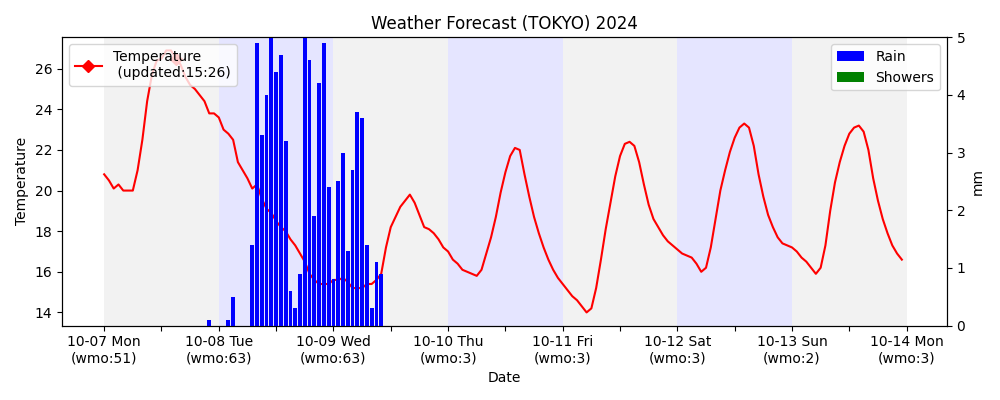 Weather Forecast (TOKYO) 2024
Temperature
(updated:15:26)
Rain
Showers
26
24
22
20
18
16
14
Temperature
5
4
3
2
1
0
mm
10-07 Mon
(wmo:51)
10-08 Tue
(wmo:63)
10-09 Wed
(wmo:63)
10-10 Thu
(wmo:3)
10-11 Fri
(wmo:3)
10-12 Sat
(wmo:3)
10-13 Sun
(wmo:2)
10-14 Mon
(wmo:3)
Date